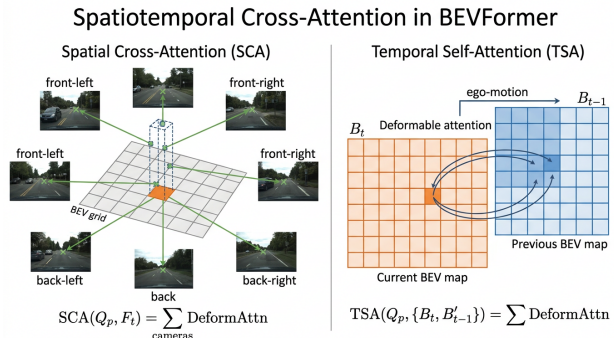 Spatiotemporal Cross-Attention in BEVFormer
Spatial Cross-Attention (SCA)
front-left
front-right
front-left
front-right
BEV grid
back-left
back
back-right
SCA(Q_p, F_t) = ∑ DeformAttn
cameras
Temporal Self-Attention (TSA)
ego-motion
B_{t-1}
B_t
Deformable attention
Previous BEV map
Current BEV map
TSA(Q_p, {B_t, B'_{t-1}}) = ∑ DeformAttn